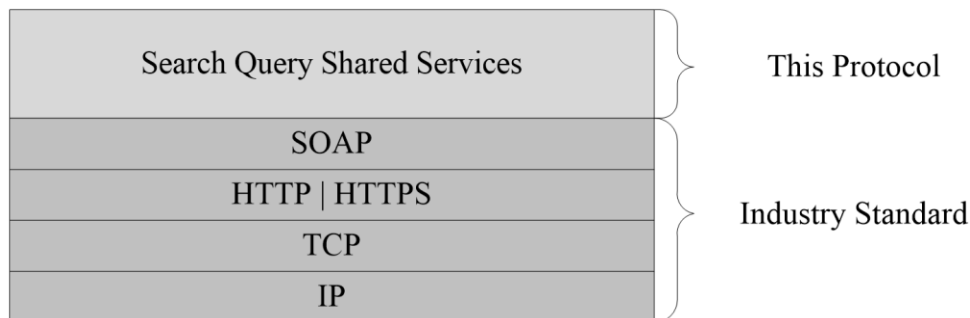 Search Query Shared Services
This Protocol
SOAP
HTTP | HTTPS
TCP
IP
Industry Standard